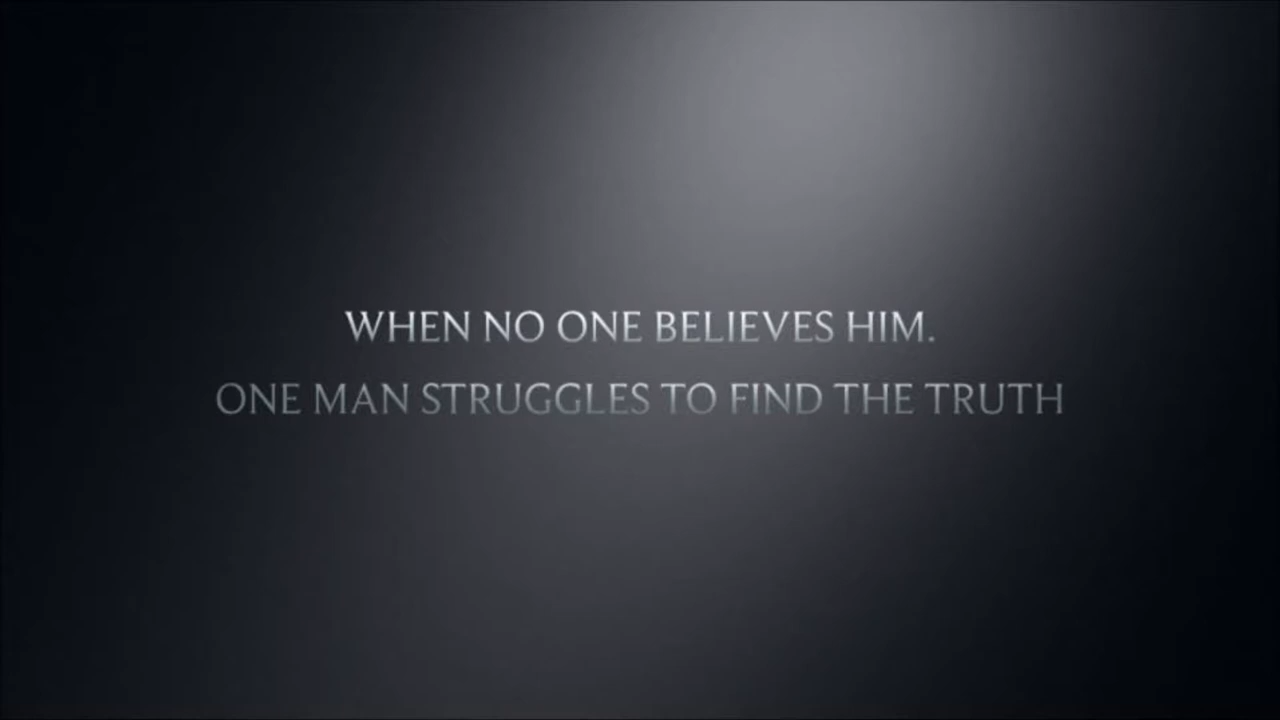 WHEN NO ONE BELIEVES HIM.
ONE MAN STRUGGLES TO FIND THE TRUTH